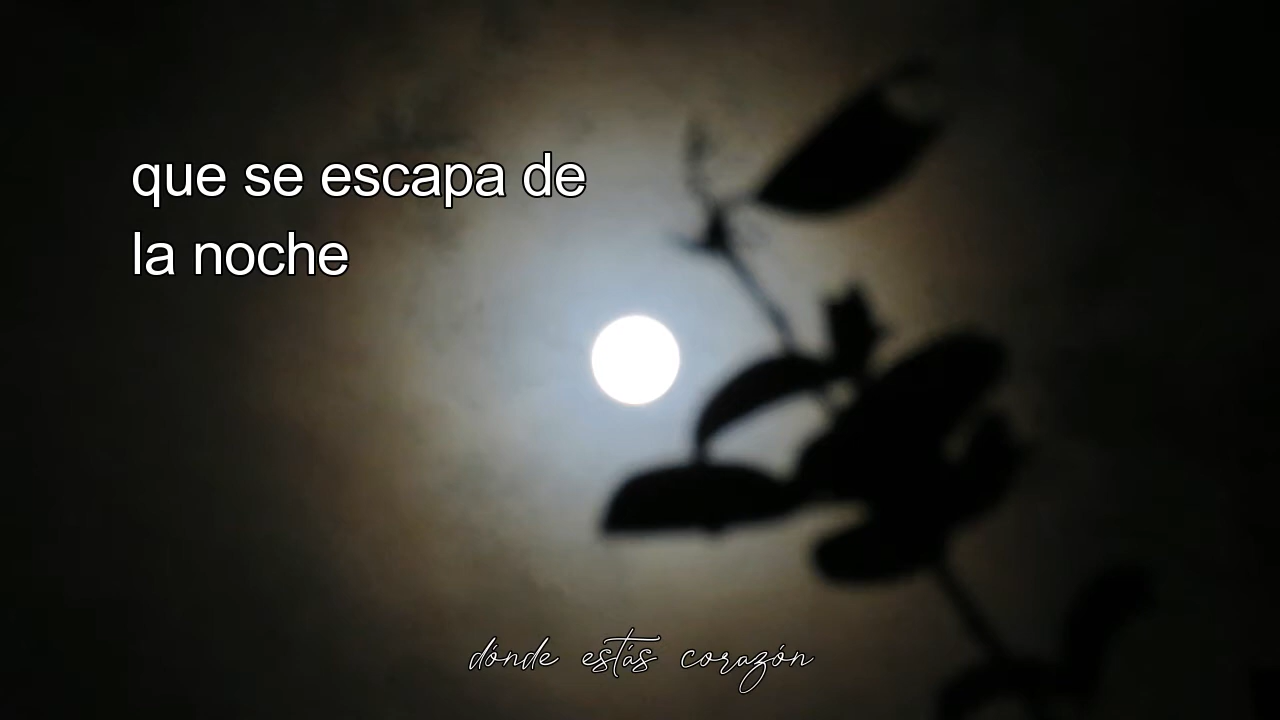 que se escapa de
la noche
dónde estás corazón